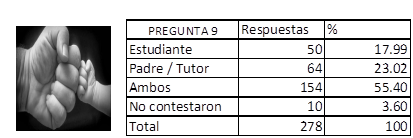 PREGUNTA 9 Respuestas %
Estudiante 50 17.99
Padre / Tutor 64 23.02
Ambos 154 55.40
No contestaron 10 3.60
Total 278 100